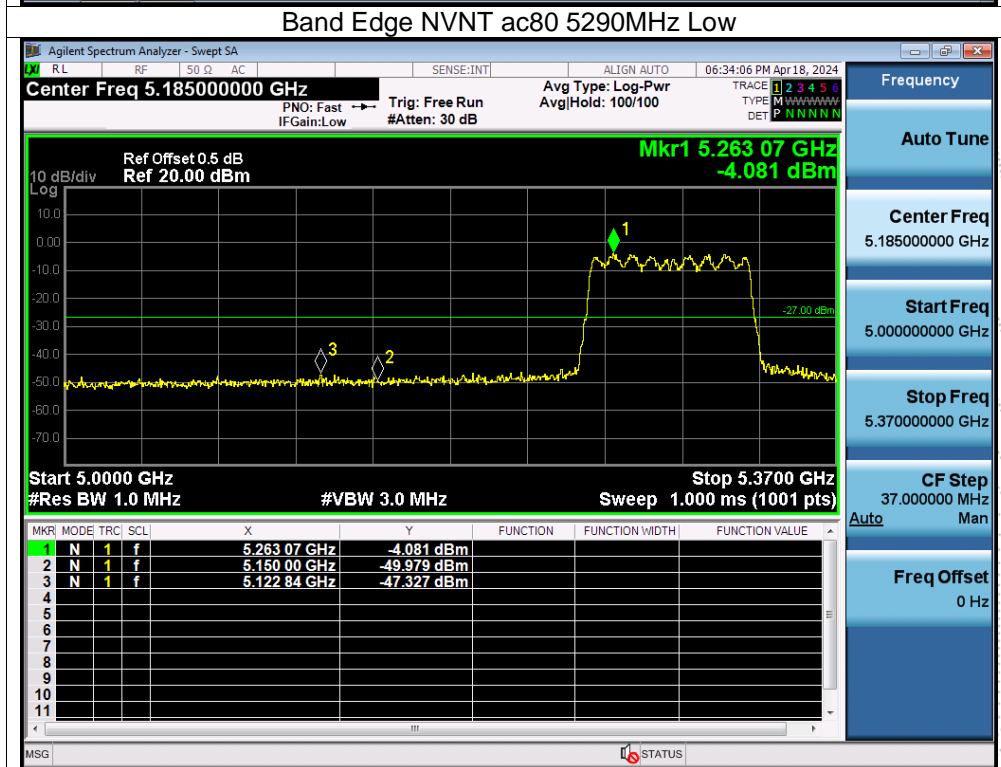 Band Edge NVNT ac80 5290MHz Low
Agilent Spectrum Analyzer - Swept SA
LXI RL RF 50 Ω AC SENSE:INT ALIGN AUTO 06:34:06 PM Apr 18, 2024
Center Freq 5.185000000 GHz
PNO: Fast
IFGain:Low
Trig: Free Run
#Atten: 30 dB
Avg Type: Log-Pwr
Avg|Hold: 100/100
TRACE 1 2 3 4 5 6
TYPE M WWWWW
DET P N N N N N
Frequency
Ref Offset 0.5 dB
Ref 20.00 dBm
10 dB/div
Log
Mkr1 5.263 07 GHz
-4.081 dBm
10.0
0.00
-10.0
-20.0
-30.0
-40.0
-50.0
-60.0
-70.0
1
-27.00 dBm
3
2
Start 5.0000 GHz
Stop 5.3700 GHz
#Res BW 1.0 MHz
#VBW 3.0 MHz
Sweep 1.000 ms (1001 pts)
MKR MODE TRC SCL X Y FUNCTION FUNCTION WIDTH FUNCTION VALUE
1 N 1 f 5.263 07 GHz -4.081 dBm
2 N 1 f 5.150 00 GHz -49.979 dBm
3 N 1 f 5.122 84 GHz -47.327 dBm
4
5
6
7
8
9
10
11
Auto Tune
Center Freq
5.185000000 GHz
Start Freq
5.000000000 GHz
Stop Freq
5.370000000 GHz
CF Step
37.000000 MHz
Auto Man
Freq Offset
0 Hz
MSG
STATUS